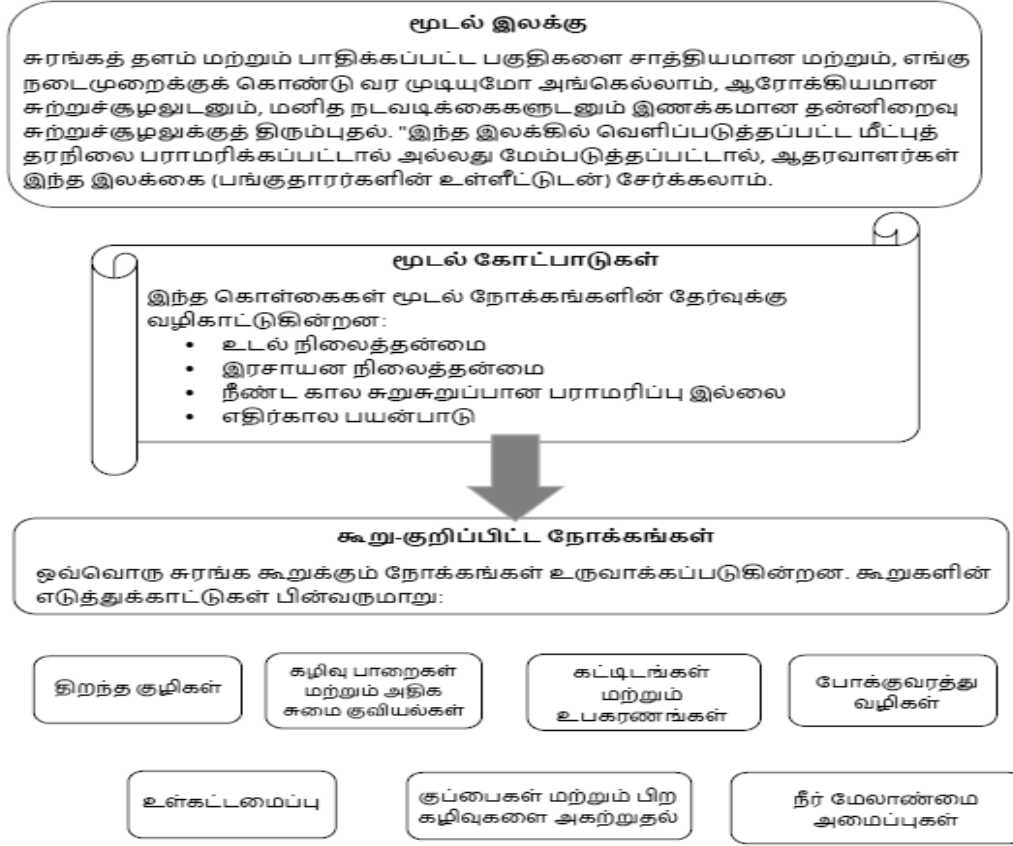 மூடல் இலக்கு
சுரங்கத் தளம் மற்றும் பாதிக்கப்பட்ட பகுதிகளை சாத்தியமான மற்றும், எங்கு
நடைமுறைக்குக் கொண்டு வர முடியுமோ அங்கெல்லாம், ஆரோக்கியமான
சுற்றுச்சூழலுடனும், மனித நடவடிக்கைகளுடனும் இணக்கமான தன்னிறைவு
சுற்றுச்சூழலுக்குத் திரும்புதல். "இந்த இலக்கில் வெளிப்படுத்தப்பட்ட மீட்புத்
தரநிலை பராமரிக்கப்பட்டால் அல்லது மேம்படுத்தப்பட்டால், ஆதரவாளர்கள்
இந்த இலக்கை (பங்குதாரர்களின் உள்ளீட்டுடன்) சேர்க்கலாம்.
மூடல் கோட்பாடுகள்
இந்த கொள்கைகள் மூடல் நோக்கங்களின் தேர்வுக்கு
வழிகாட்டுகின்றன:
• உடல் நிலைத்தன்மை
• இரசாயன நிலைத்தன்மை
• நீண்ட கால சுறுசுறுப்பான பராமரிப்பு இல்லை
• எதிர்கால பயன்பாடு
கூறு-குறிப்பிட்ட நோக்கங்கள்
ஒவ்வொரு சுரங்க கூறுக்கும் நோக்கங்கள் உருவாக்கப்படுகின்றன. கூறுகளின்
எடுத்துக்காட்டுகள் பின்வருமாறு:
திறந்த குழிகள்
கழிவு பாறைகள்
மற்றும் அதிக
சுமை குவியல்கள்
கட்டிடங்கள்
மற்றும்
உபகரணங்கள்
போக்குவரத்து
வழிகள்
உள்கட்டமைப்பு
குப்பைகள் மற்றும் பிற
கழிவுகளை அகற்றுதல்
நீர் மேலாண்மை
அமைப்புகள்